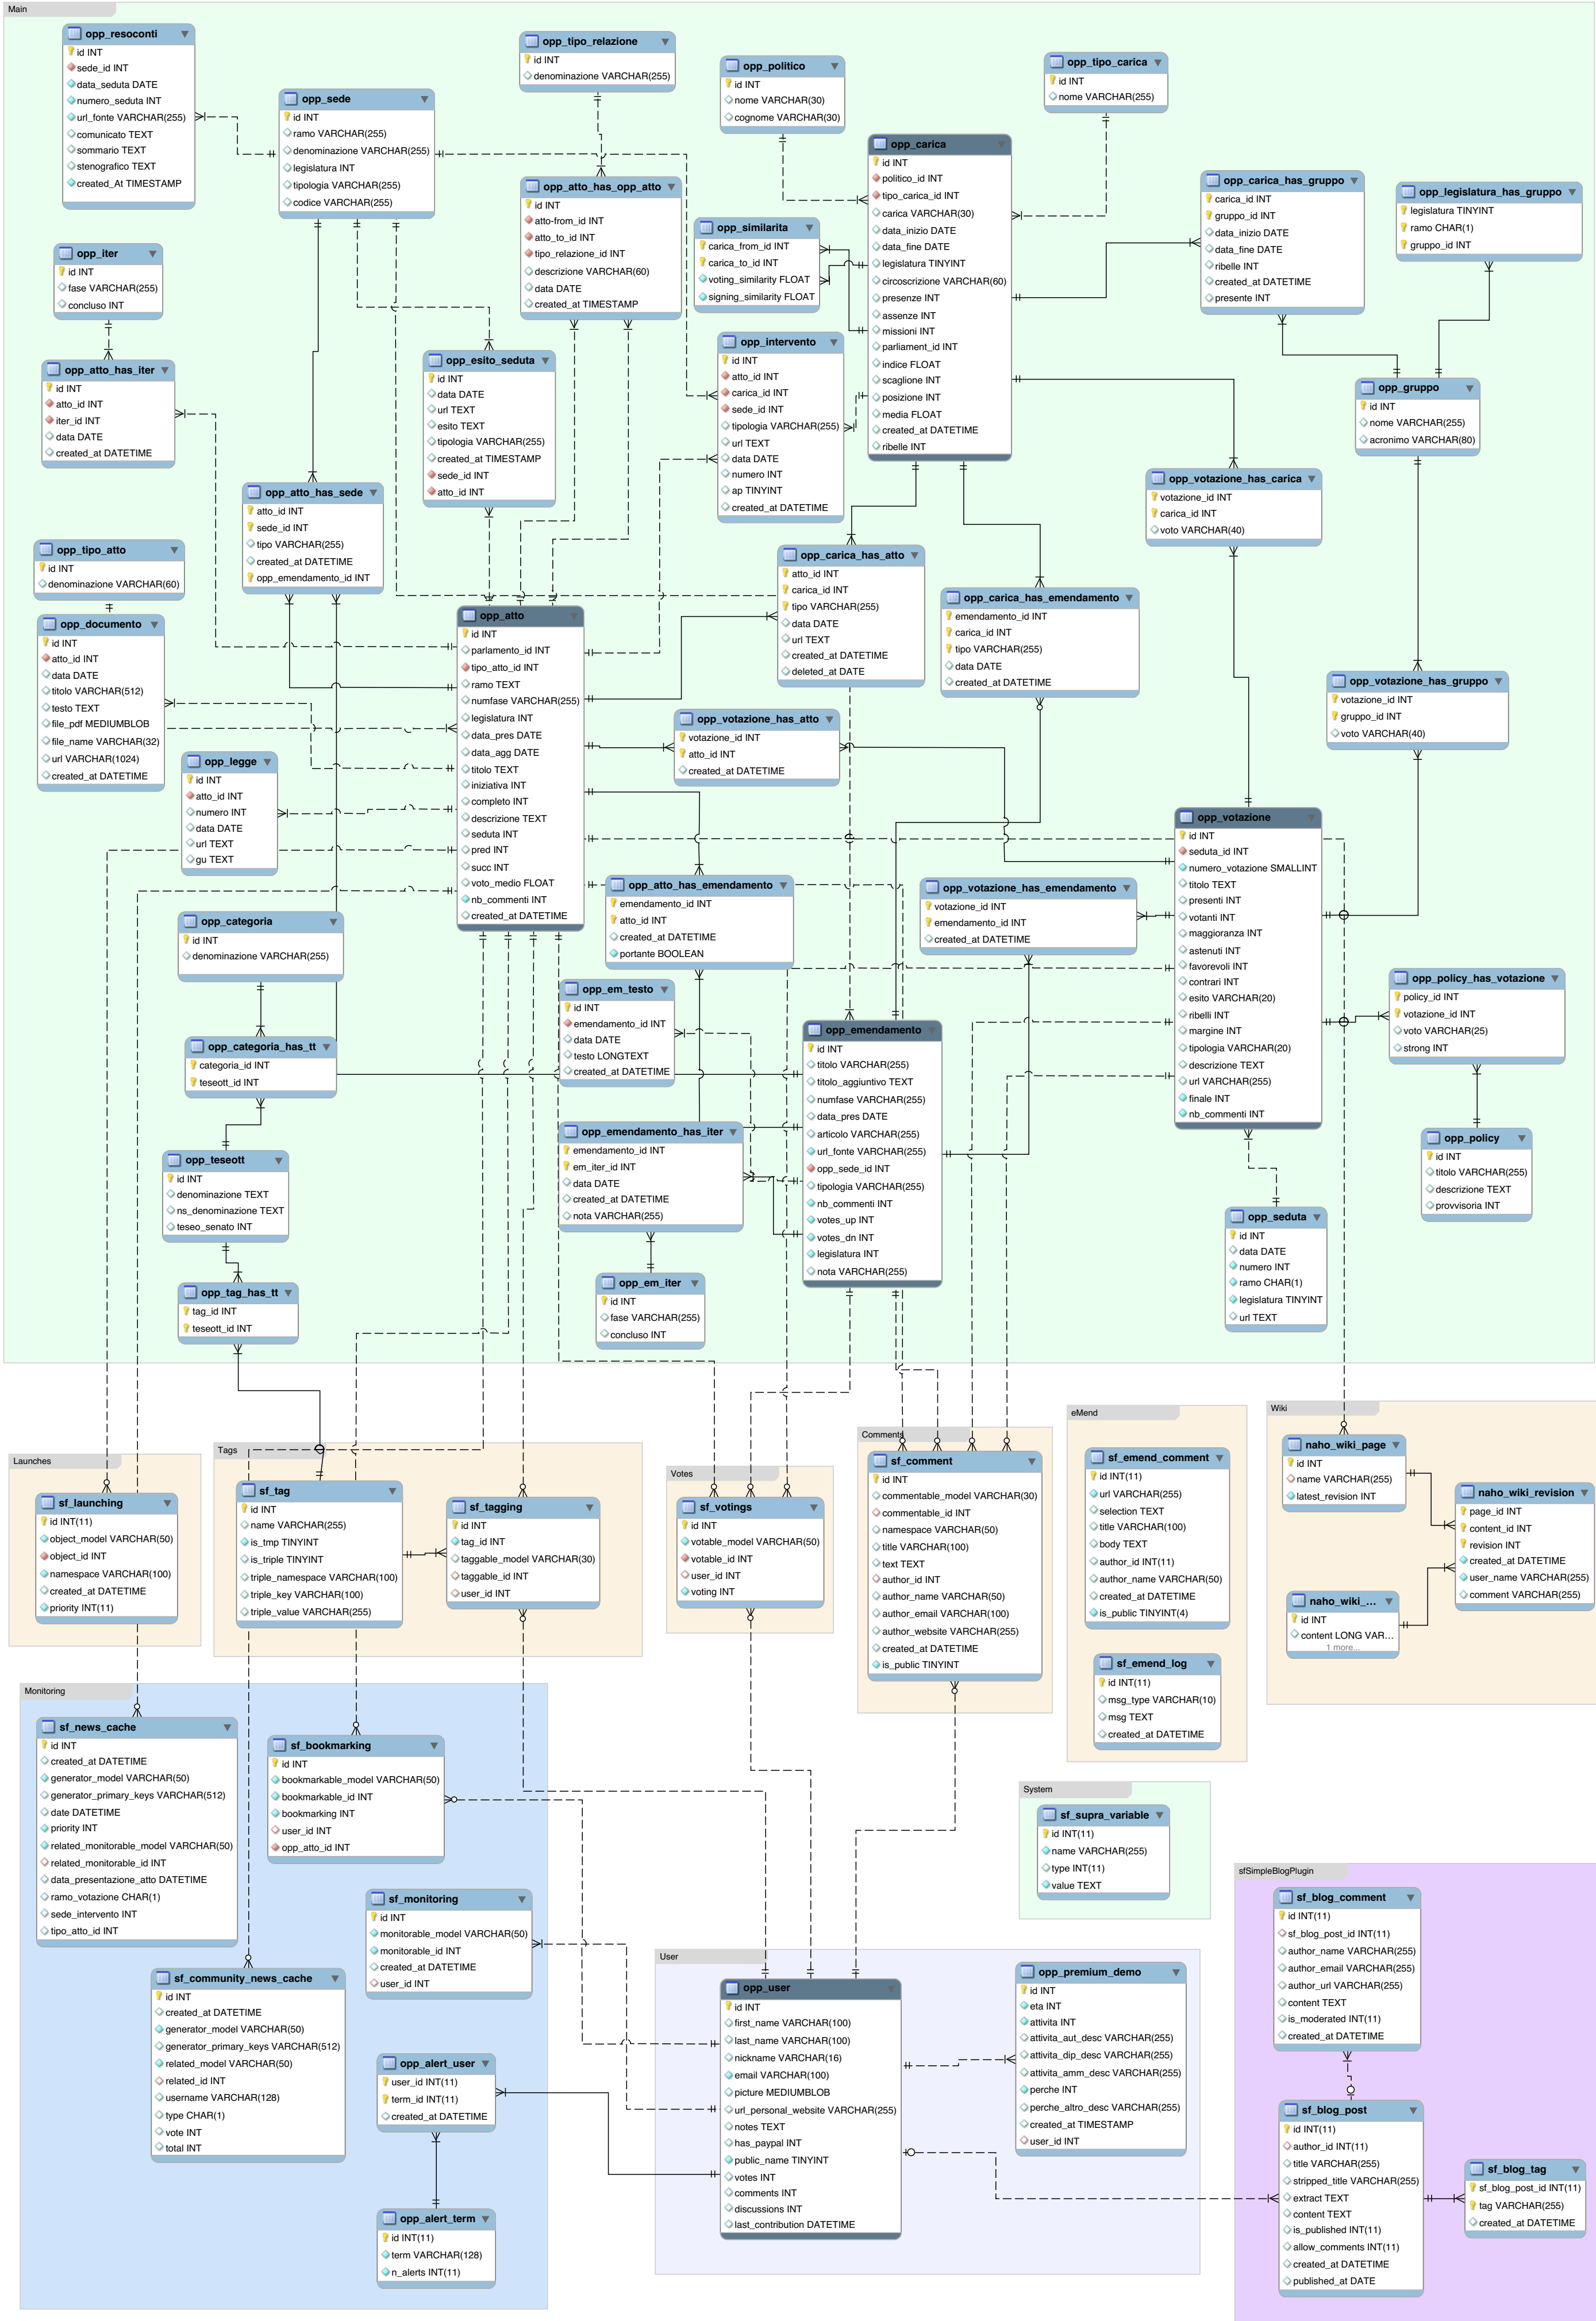 Main
opp_resoconti
id INT
sede_id INT
data_seduta DATE
numero_seduta INT
url_fonte VARCHAR(255)
comunicato TEXT
sommario TEXT
stenografico TEXT
created_At TIMESTAMP
opp_sede
id INT
ramo VARCHAR(255)
denominazione VARCHAR(255)
legislatura INT
tipologia VARCHAR(255)
codice VARCHAR(255)
opp_tipo_relazione
id INT
denominazione VARCHAR(255)
opp_politico
id INT
nome VARCHAR(30)
cognome VARCHAR(30)
opp_tipo_carica
id INT
nome VARCHAR(255)
opp_carica
id INT
politico_id INT
tipo_carica_id INT
carica VARCHAR(30)
data_inizio DATE
data_fine DATE
legislatura TINYINT
circoscrizione VARCHAR(60)
presenze INT
assenze INT
missioni INT
parliament_id INT
indice FLOAT
scaglione INT
posizione INT
media FLOAT
created_at DATETIME
ribelle INT
opp_carica_has_gruppo
carica_id INT
gruppo_id INT
data_inizio DATE
data_fine DATE
ribelle INT
created_at DATETIME
presente INT
opp_legislatura_has_gruppo
legislatura TINYINT
ramo CHAR(1)
gruppo_id INT
opp_atto_has_opp_atto
id INT
atto-from_id INT
atto_to_id INT
tipo_relazione_id INT
descrizione VARCHAR(60)
data DATE
created_at TIMESTAMP
opp_similarita
carica_from_id INT
carica_to_id INT
voting_similarity FLOAT
signing_similarity FLOAT
opp_iter
id INT
fase VARCHAR(255)
concluso INT
opp_atto_has_iter
id INT
atto_id INT
iter_id INT
data DATE
created_at DATETIME
opp_esito_seduta
id INT
data DATE
url TEXT
esito TEXT
tipologia VARCHAR(255)
created_at TIMESTAMP
sede_id INT
atto_id INT
opp_intervento
id INT
atto_id INT
carica_id INT
sede_id INT
tipologia VARCHAR(255)
url TEXT
data DATE
numero INT
ap TINYINT
created_at DATETIME
opp_gruppo
id INT
nome VARCHAR(255)
acronimo VARCHAR(80)
opp_atto_has_sede
atto_id INT
sede_id INT
tipo VARCHAR(255)
created_at DATETIME
opp_emendamento_id INT
opp_votazione_has_carica
votazione_id INT
carica_id INT
voto VARCHAR(40)
opp_tipo_atto
id INT
denominazione VARCHAR(60)
opp_documento
id INT
atto_id INT
data DATE
titolo VARCHAR(512)
testo TEXT
file_pdf MEDIUMBLOB
file_name VARCHAR(32)
url VARCHAR(1024)
created_at DATETIME
opp_atto
id INT
parlamento_id INT
tipo_atto_id INT
ramo TEXT
numfase VARCHAR(255)
legislatura INT
data_pres DATE
data_agg DATE
titolo TEXT
iniziativa INT
completo INT
descrizione TEXT
seduta INT
pred INT
succ INT
voto_medio FLOAT
nb_commenti INT
created_at DATETIME
opp_carica_has_atto
atto_id INT
carica_id INT
tipo VARCHAR(255)
data DATE
url TEXT
created_at DATETIME
deleted_at DATE
opp_carica_has_emendamento
emendamento_id INT
carica_id INT
tipo VARCHAR(255)
data DATE
created_at DATETIME
opp_votazione_has_gruppo
votazione_id INT
gruppo_id INT
voto VARCHAR(40)
opp_votazione_has_atto
votazione_id INT
atto_id INT
created_at DATETIME
opp_legge
id INT
atto_id INT
numero INT
data DATE
url TEXT
gu TEXT
opp_votazione
id INT
seduta_id INT
numero_votazione SMALLINT
titolo TEXT
presenti INT
votanti INT
maggioranza INT
astenuti INT
favorevoli INT
contrari INT
esito VARCHAR(20)
ribelli INT
margine INT
tipologia VARCHAR(20)
descrizione TEXT
url VARCHAR(255)
finale INT
nb_commenti INT
opp_atto_has_emendamento
emendamento_id INT
atto_id INT
created_at DATETIME
portante BOOLEAN
opp_votazione_has_emendamento
votazione_id INT
emendamento_id INT
created_at DATETIME
opp_categoria
id INT
denominazione VARCHAR(255)
opp_em_testo
id INT
emendamento_id INT
data DATE
testo LONGTEXT
created_at DATETIME
opp_policy_has_votazione
policy_id INT
votazione_id INT
voto VARCHAR(25)
strong INT
opp_categoria_has_tt
categoria_id INT
teseott_id INT
opp_emendamento
id INT
titolo VARCHAR(255)
titolo_aggiuntivo TEXT
numfase VARCHAR(255)
data_pres DATE
articolo VARCHAR(255)
url_fonte VARCHAR(255)
opp_sede_id INT
tipologia VARCHAR(255)
nb_commenti INT
votes_up INT
votes_dn INT
legislatura INT
nota VARCHAR(255)
opp_emendamento_has_iter
emendamento_id INT
em_iter_id INT
data DATE
created_at DATETIME
nota VARCHAR(255)
opp_policy
id INT
titolo VARCHAR(255)
descrizione TEXT
provvisoria INT
opp_teseott
id INT
denominazione TEXT
ns_denominazione TEXT
teseo_senato INT
opp_seduta
id INT
data DATE
numero INT
ramo CHAR(1)
legislatura TINYINT
url TEXT
opp_em_iter
id INT
fase VARCHAR(255)
concluso INT
opp_tag_has_tt
tag_id INT
teseott_id INT
Launches
sf_launching
id INT(11)
object_model VARCHAR(50)
object_id INT
namespace VARCHAR(100)
created_at DATETIME
priority INT(11)
Tags
sf_tag
id INT
name VARCHAR(255)
is_tmp TINYINT
is_triple TINYINT
triple_namespace VARCHAR(100)
triple_key VARCHAR(100)
triple_value VARCHAR(255)
sf_tagging
id INT
tag_id INT
taggable_model VARCHAR(30)
taggable_id INT
user_id INT
Votes
sf_votings
id INT
votable_model VARCHAR(50)
votable_id INT
user_id INT
voting INT
Comments
sf_comment
id INT
commentable_model VARCHAR(30)
commentable_id INT
namespace VARCHAR(50)
title VARCHAR(100)
text TEXT
author_id INT
author_name VARCHAR(50)
author_email VARCHAR(100)
author_website VARCHAR(255)
created_at DATETIME
is_public TINYINT
eMend
sf_emend_comment
id INT(11)
url VARCHAR(255)
selection TEXT
title VARCHAR(100)
body TEXT
author_id INT(11)
author_name VARCHAR(50)
created_at DATETIME
is_public TINYINT(4)
sf_emend_log
id INT(11)
msg_type VARCHAR(10)
msg TEXT
created_at DATETIME
Wiki
naho_wiki_page
id INT
name VARCHAR(255)
latest_revision INT
naho_wiki_revision
page_id INT
content_id INT
revision INT
created_at DATETIME
user_name VARCHAR(255)
comment VARCHAR(255)
naho_wiki_...
id INT
content LONG VAR...
1 more...
Monitoring
sf_news_cache
id INT
created_at DATETIME
generator_model VARCHAR(50)
generator_primary_keys VARCHAR(512)
date DATETIME
priority INT
related_monitorable_model VARCHAR(50)
related_monitorable_id INT
data_presentazione_atto DATETIME
ramo_votazione CHAR(1)
sede_intervento INT
tipo_atto_id INT
sf_bookmarking
id INT
bookmarkable_model VARCHAR(50)
bookmarkable_id INT
bookmarking INT
user_id INT
opp_atto_id INT
sf_monitoring
id INT
monitorable_model VARCHAR(50)
monitorable_id INT
created_at DATETIME
user_id INT
sf_community_news_cache
id INT
created_at DATETIME
generator_model VARCHAR(50)
generator_primary_keys VARCHAR(512)
related_model VARCHAR(50)
related_id INT
username VARCHAR(128)
type CHAR(1)
vote INT
total INT
opp_alert_user
user_id INT(11)
term_id INT(11)
created_at DATETIME
opp_alert_term
id INT(11)
term VARCHAR(128)
n_alerts INT(11)
System
sf_supra_variable
id INT(11)
name VARCHAR(255)
type INT(11)
value TEXT
User
opp_user
id INT
first_name VARCHAR(100)
last_name VARCHAR(100)
nickname VARCHAR(16)
email VARCHAR(100)
picture MEDIUMBLOB
url_personal_website VARCHAR(255)
notes TEXT
has_paypal INT
public_name TINYINT
votes INT
comments INT
discussions INT
last_contribution DATETIME
opp_premium_demo
id INT
eta INT
attivita INT
attivita_aut_desc VARCHAR(255)
attivita_dip_desc VARCHAR(255)
attivita_amm_desc VARCHAR(255)
perche INT
perche_altro_desc VARCHAR(255)
created_at TIMESTAMP
user_id INT
sfSimpleBlogPlugin
sf_blog_comment
id INT(11)
sf_blog_post_id INT(11)
author_name VARCHAR(255)
author_email VARCHAR(255)
author_url VARCHAR(255)
content TEXT
is_moderated INT(11)
created_at DATETIME
sf_blog_post
id INT(11)
author_id INT(11)
title VARCHAR(255)
stripped_title VARCHAR(255)
extract TEXT
content TEXT
is_published INT(11)
allow_comments INT(11)
created_at DATETIME
published_at DATE
sf_blog_tag
sf_blog_post_id INT(11)
tag VARCHAR(255)
created_at DATETIME